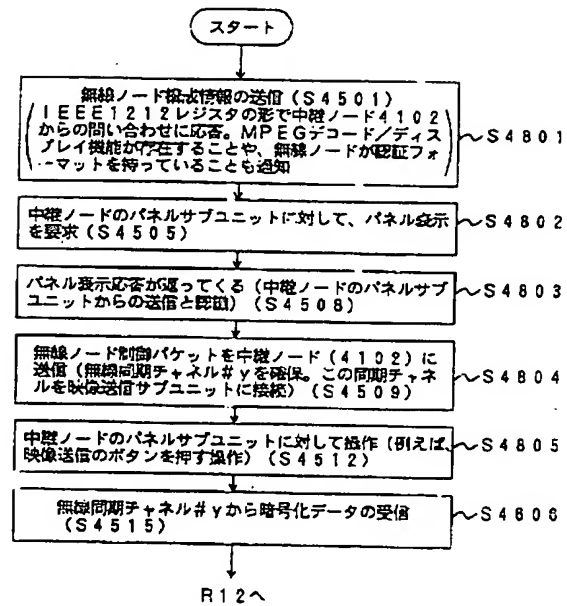 スタート
無線ノード構成情報の送信（S4501）
IEEE1212レジスタの形で中継ノード4102
からの問い合わせに応答。MPEGデコード／ディス
プレイ機能が存在することや、無線ノードが認証フォ
ーマットを持っていることも通知
～S4801
中継ノードのパネルサブユニットに対して、パネル表示
を要求（S4505）
～S4802
パネル表示応答が返ってくる（中継ノードのパネルサブ
ユニットからの送信と認識）（S4508）
～S4803
無線ノード制御パケットを中継ノード（4102）に
送信（無線同期チャネル＃yを確保。この同期チャネ
ルを映像送信サブユニットに接続）（S4509）
～S4804
中継ノードのパネルサブユニットに対して操作（例えば、
映像送信のボタンを押す操作）（S4512）
～S4805
無線同期チャネル＃yから暗号化データの受信
（S4515）
～S4806
R12へ